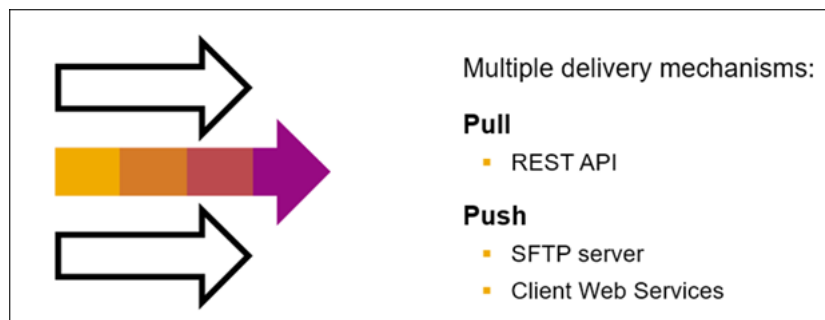 Multiple delivery mechanisms:
Pull
REST API
Push
SFTP server
Client Web Services